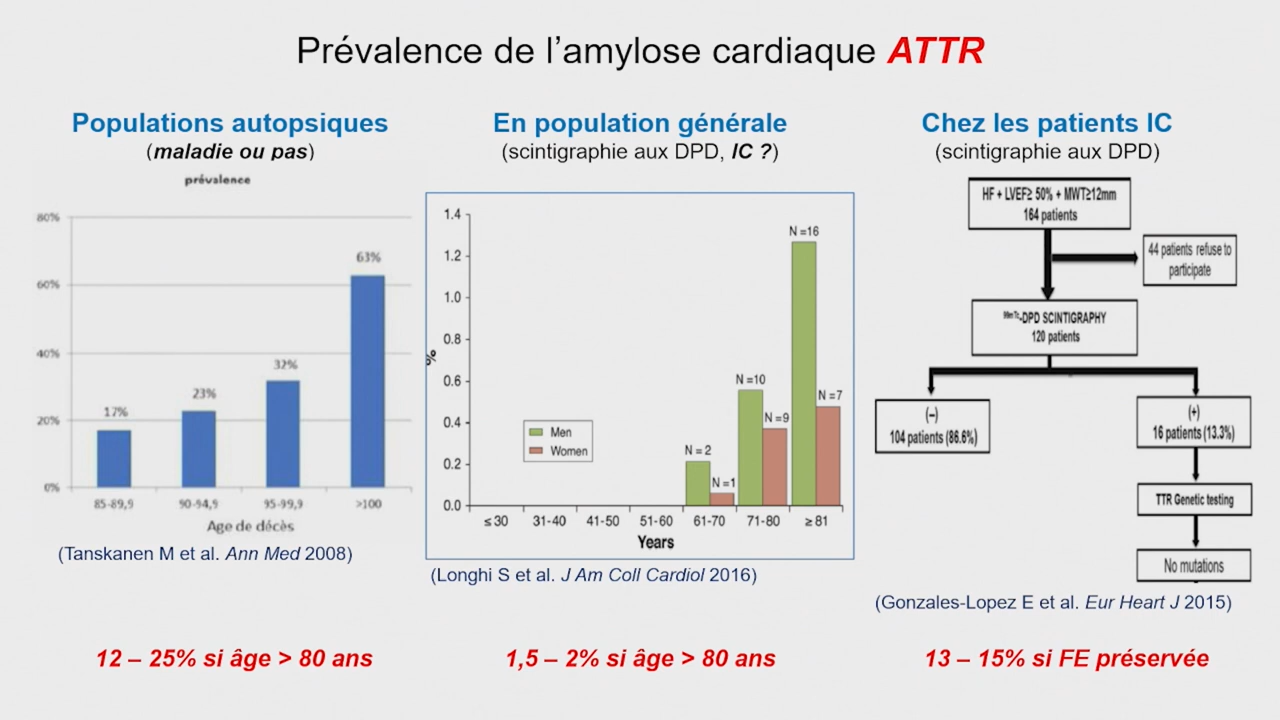 Prévalence de l’amylose cardiaque ATTR
Populations autopsiques
(maladie ou pas)
prévalence
80%
60%
40%
20%
0%
17%
23%
32%
63%
85-89,9
90-94,9
95-99,9
>100
Age de décès
(Tanskanen M et al. Ann Med 2008)
12 – 25% si âge > 80 ans
En population générale
(scintigraphie aux DPD, IC ?)
1.4
1.2
1.0
0.8
0.6
0.4
0.2
0.0
%
Men
Women
N = 2
N =1
N =10
N =9
N =16
N =7
≤ 30
31-40
41-50
51-60
61-70
71-80
≥ 81
Years
(Longhi S et al. J Am Coll Cardiol 2016)
1,5 – 2% si âge > 80 ans
Chez les patients IC
(scintigraphie aux DPD)
HF + LVEF≥ 50% + MWT≥12mm
164 patients
44 patients refuse to
participate
99mTc-DPD SCINTIGRAPHY
120 patients
(–)
104 patients (86.6%)
(+)
16 patients (13.3%)
TTR Genetic testing
No mutations
(Gonzales-Lopez E et al. Eur Heart J 2015)
13 – 15% si FE préservée